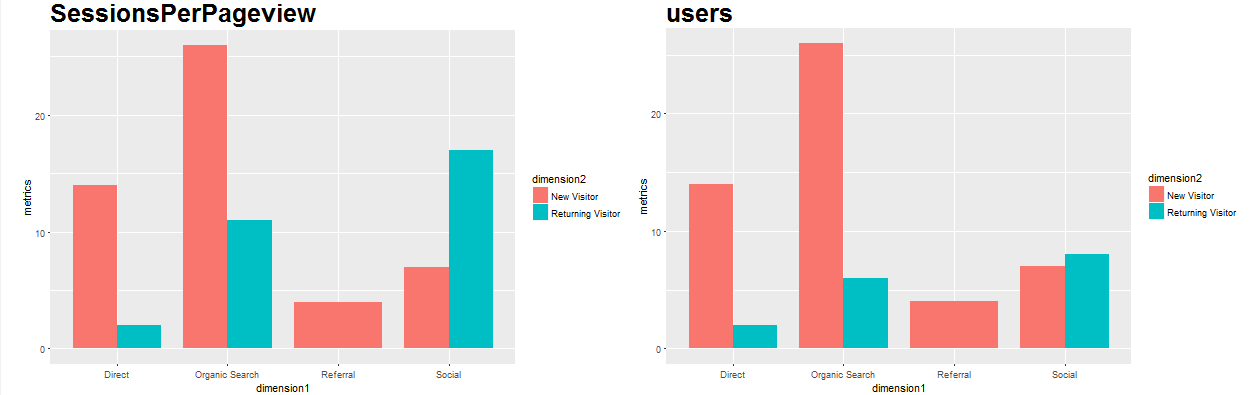 SessionsPerPageview
metrics
20
10
0
Direct
Organic Search
Referral
Social
dimension1
dimension2
New Visitor
Returning Visitor
users
metrics
20
10
0
Direct
Organic Search
Referral
Social
dimension1
dimension2
New Visitor
Returning Visitor